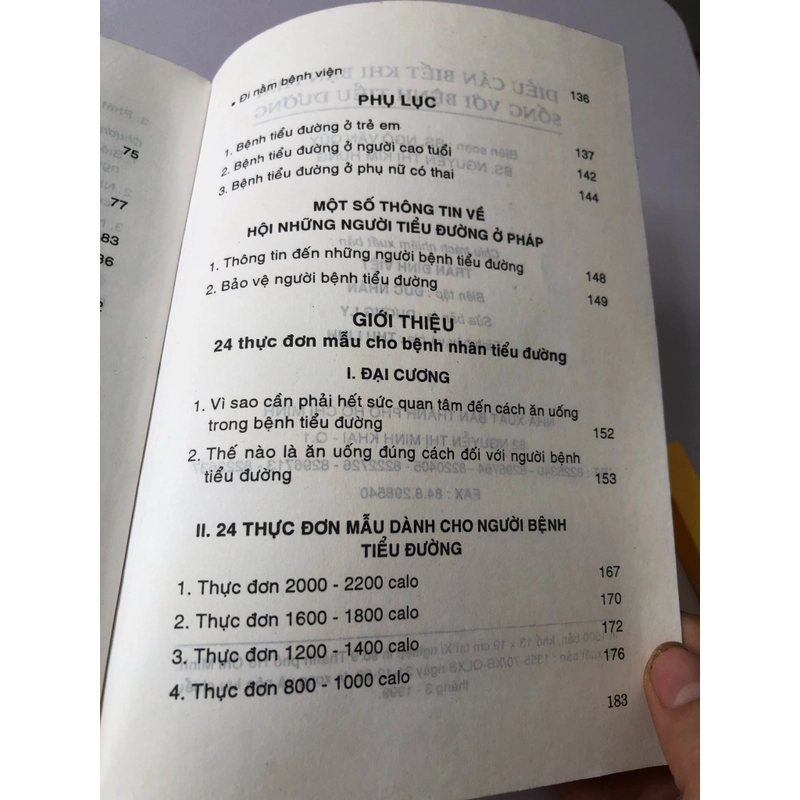 75
77
83
86
• Đi nằm bệnh viện 136
PHỤ LỤC
1. Bệnh tiểu đường ở trẻ em 137
2. Bệnh tiểu đường ở người cao tuổi 142
3. Bệnh tiểu đường ở phụ nữ có thai 144
MỘT SỐ THÔNG TIN VỀ
HỘI NHỮNG NGƯỜI TIỂU ĐƯỜNG Ở PHÁP
1. Thông tin đến những người bệnh tiểu đường 148
2. Bảo vệ người bệnh tiểu đường 149
GIỚI THIỆU
24 thực đơn mẫu cho bệnh nhân tiểu đường
I. ĐẠI CƯƠNG
1. Vì sao cần phải hết sức quan tâm đến cách ăn uống
trong bệnh tiểu đường 152
2. Thế nào là ăn uống đúng cách đối với người bệnh
tiểu đường 153
II. 24 THỰC ĐƠN MẪU DÀNH CHO NGƯỜI BỆNH
TIỂU ĐƯỜNG
1. Thực đơn 2000 - 2200 calo 167
2. Thực đơn 1600 - 1800 calo 170
3. Thực đơn 1200 - 1400 calo 172
4. Thực đơn 800 - 1000 calo 176
183